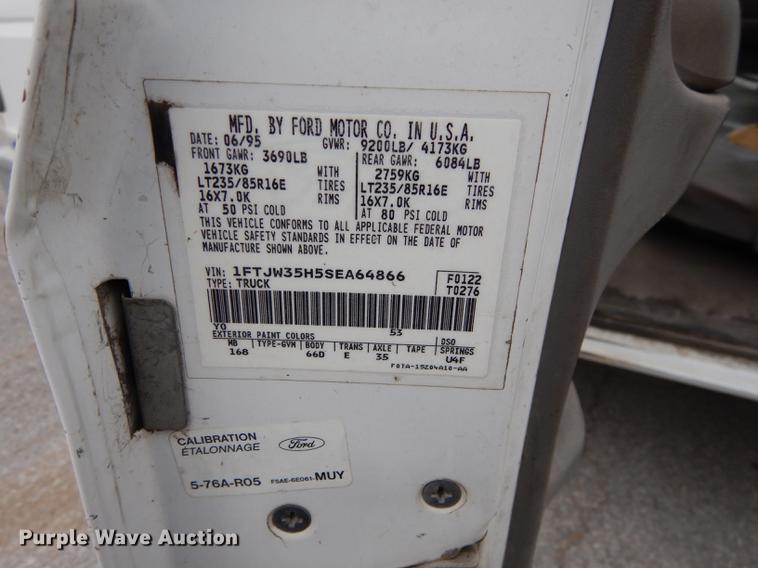 MFD. BY FORD MOTOR CO. IN U.S.A.
DATE: 06/95 GVWR: 9200LB/ 4173KG
FRONT GAWR: 3690LB REAR GAWR: 6084LB
1673KG WITH 2759KG WITH
LT235/85R16E TIRES LT235/85R16E TIRES
16X7.0K RIMS 16X7.0K RIMS
AT 50 PSI COLD AT 80 PSI COLD
THIS VEHICLE CONFORMS TO ALL APPLICABLE FEDERAL MOTOR
VEHICLE SAFETY STANDARDS IN EFFECT ON THE DATE OF
MANUFACTURE SHOWN ABOVE.
VIN: 1FTJW35H5SEA64866 F0122
TYPE: TRUCK T0276
YO 53
EXTERIOR PAINT COLORS DSO
WB TYPE-GVW BODY TRANS AXLE TAPE SPRINGS
168 66D E 35 U4F
F0TA-15Z04A10-AA
CALIBRATION
ÉTALONNAGE
Ford
5-76A-R05 F5AE-6E061-MUY
Purple Wave Auction